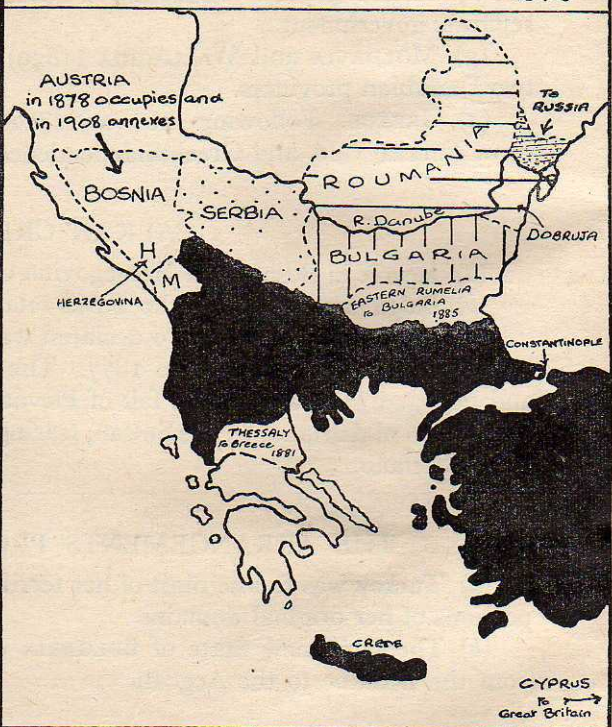 AUSTRIA
in 1878 occupies and
in 1908 annexes
To
RUSSIA
ROUMANIA
BOSNIA
SERBIA
R. Danube
DOBRUJA
H
BULGARIA
M
HERZEGOVINA
EASTERN RUMELIA
to BULGARIA
1885
CONSTANTINOPLE
THESSALY
to Greece
1881
CRETE
CYPRUS
to
Great Britain